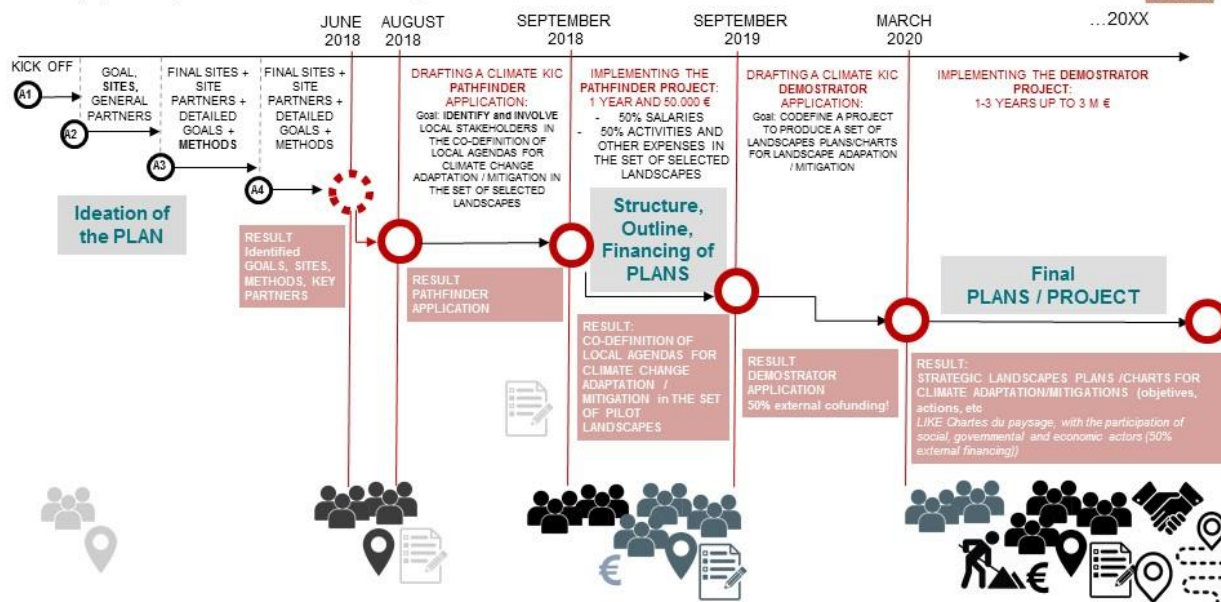 JUNE
2018
AUGUST
2018
SEPTEMBER
2018
SEPTEMBER
2019
MARCH
2020
...20XX
KICK OFF
A1
GOAL,
SITES,
GENERAL
PARTNERS
A2
FINAL SITES +
SITE
PARTNERS +
DETAILED
GOALS +
METHODS
A3
FINAL SITES +
SITE
PARTNERS +
DETAILED
GOALS +
METHODS
A4
DRAFTING A CLIMATE KIC
PATHFINDER
APPLICATION:
Goal: IDENTIFY and INVOLVE
LOCAL STAKEHOLDERS IN
THE CO-DEFINITION OF
LOCAL AGENDAS FOR
CLIMATE CHANGE
ADAPTATION / MITIGATION IN
THE SET OF SELECTED
LANDSCAPES
IMPLEMENTING THE
PATHFINDER PROJECT:
1 YEAR AND 50.000 €
- 50% SALARIES
- 50% ACTIVITIES AND
OTHER EXPENSES IN
THE SET OF SELECTED
LANDSCAPES
DRAFTING A CLIMATE KIC
DEMOSTRATOR
APPLICATION:
Goal: CODEFINE A PROJECT
TO PRODUCE A SET OF
LANDSCAPES PLANS/CHARTS
FOR LANDSCAPE ADAPATION
/ MITIGATION
IMPLEMENTING THE DEMOSTRATOR
PROJECT:
1-3 YEARS UP TO 3 M €
Ideation of
the PLAN
Structure,
Outline,
Financing of
PLANS
Final
PLANS / PROJECT
RESULT
Identified
GOALS, SITES,
METHODS, KEY
PARTNERS
RESULT
PATHFINDER
APPLICATION
RESULT:
CO-DEFINITION OF
LOCAL AGENDAS FOR
CLIMATE CHANGE
ADAPTATION /
MITIGATION in THE SET
OF PILOT
LANDSCAPES
RESULT
DEMOSTRATOR
APPLICATION
50% external cofunding!
RESULT:
STRATEGIC LANDSCAPES PLANS /CHARTS FOR
CLIMATE ADAPTATION/MITIGATIONS (objetives,
actions, etc
LIKE Chartes du paysage, with the participation of
social, governmental and economic actors (50%
external financing))
€
€